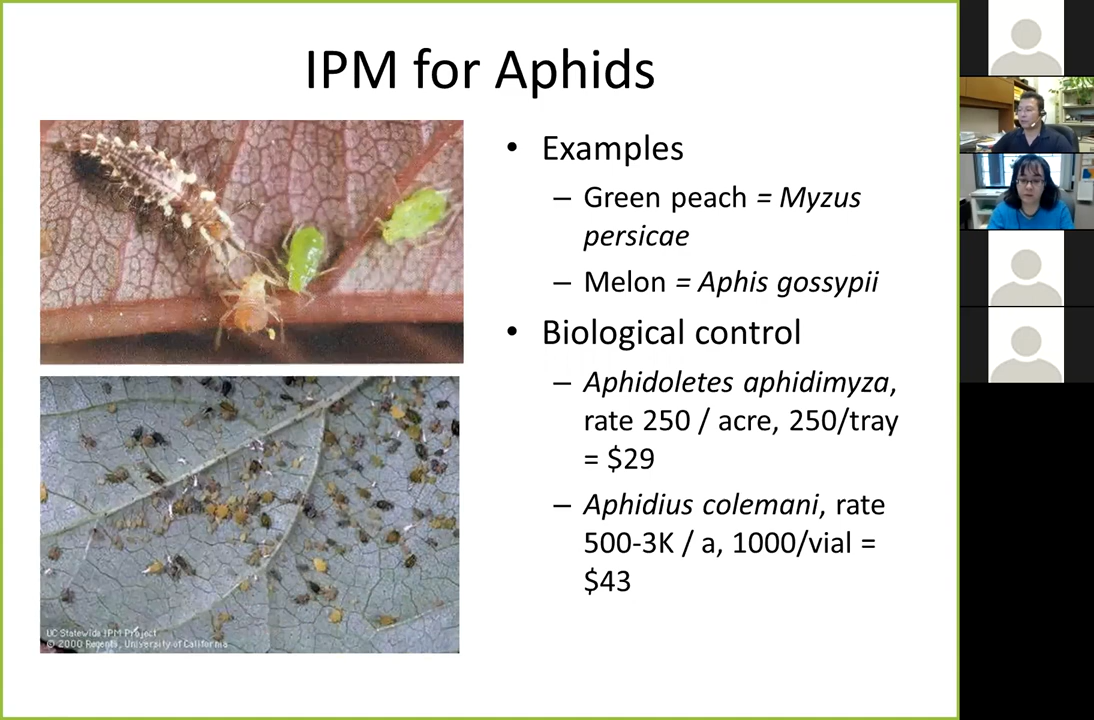 IPM for Aphids
• Examples
– Green peach = Myzus
persicae
– Melon = Aphis gossypii
• Biological control
– Aphidoletes aphidimyza,
rate 250 / acre, 250/tray
= $29
– Aphidius colemani, rate
500-3K / a, 1000/vial =
$43
UC Statewide IPM Project
© 2000 Regents, University of California